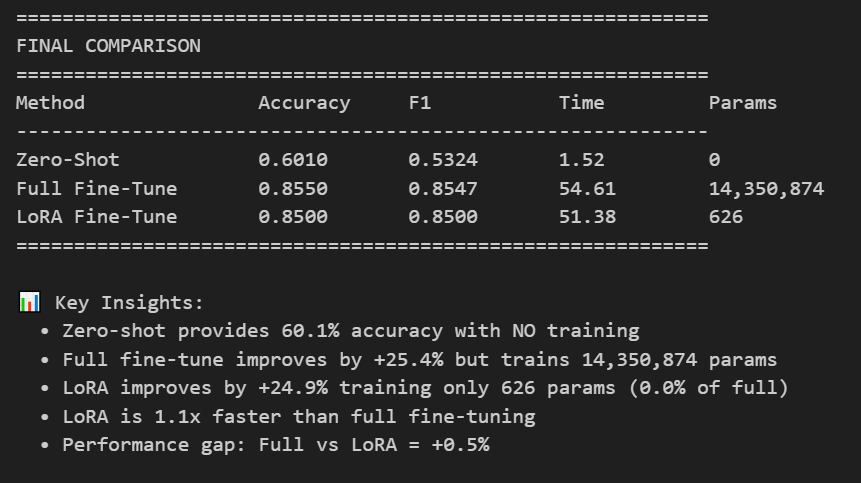 ============================================================
FINAL COMPARISON
============================================================
Method Accuracy F1 Time Params
------------------------------------------------------------
Zero-Shot 0.6010 0.5324 1.52 0
Full Fine-Tune 0.8550 0.8547 54.61 14,350,874
LoRA Fine-Tune 0.8500 0.8500 51.38 626
============================================================
📊 Key Insights:
• Zero-shot provides 60.1% accuracy with NO training
• Full fine-tune improves by +25.4% but trains 14,350,874 params
• LoRA improves by +24.9% training only 626 params (0.0% of full)
• LoRA is 1.1x faster than full fine-tuning
• Performance gap: Full vs LoRA = +0.5%